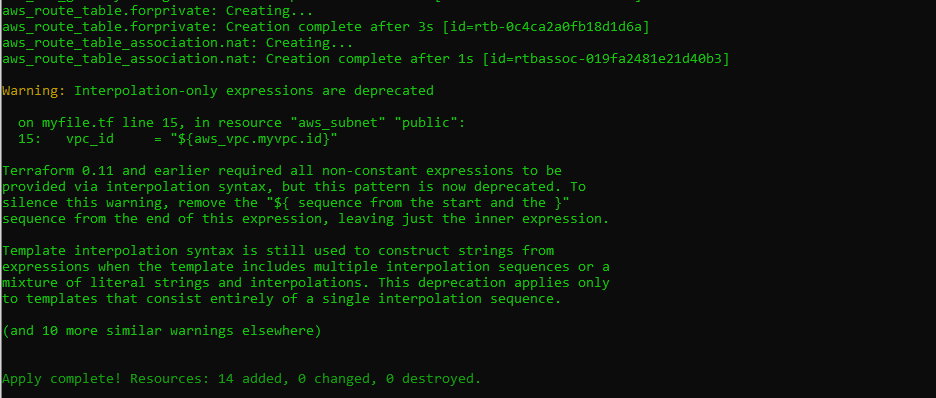 aws_route_table.forprivate: Creating...
aws_route_table.forprivate: Creation complete after 3s [id=rtb-0c4ca2a0fb18d1d6a]
aws_route_table_association.nat: Creating...
aws_route_table_association.nat: Creation complete after 1s [id=rtbassoc-019fa2481e21d40b3]
Warning: Interpolation-only expressions are deprecated
on myfile.tf line 15, in resource "aws_subnet" "public":
15:   vpc_id     = "${aws_vpc.myvpc.id}"
Terraform 0.11 and earlier required all non-constant expressions to be
provided via interpolation syntax, but this pattern is now deprecated. To
silence this warning, remove the "${ sequence from the start and the }"
sequence from the end of this expression, leaving just the inner expression.
Template interpolation syntax is still used to construct strings from
expressions when the template includes multiple interpolation sequences or a
mixture of literal strings and interpolations. This deprecation applies only
to templates that consist entirely of a single interpolation sequence.
(and 10 more similar warnings elsewhere)
Apply complete! Resources: 14 added, 0 changed, 0 destroyed.